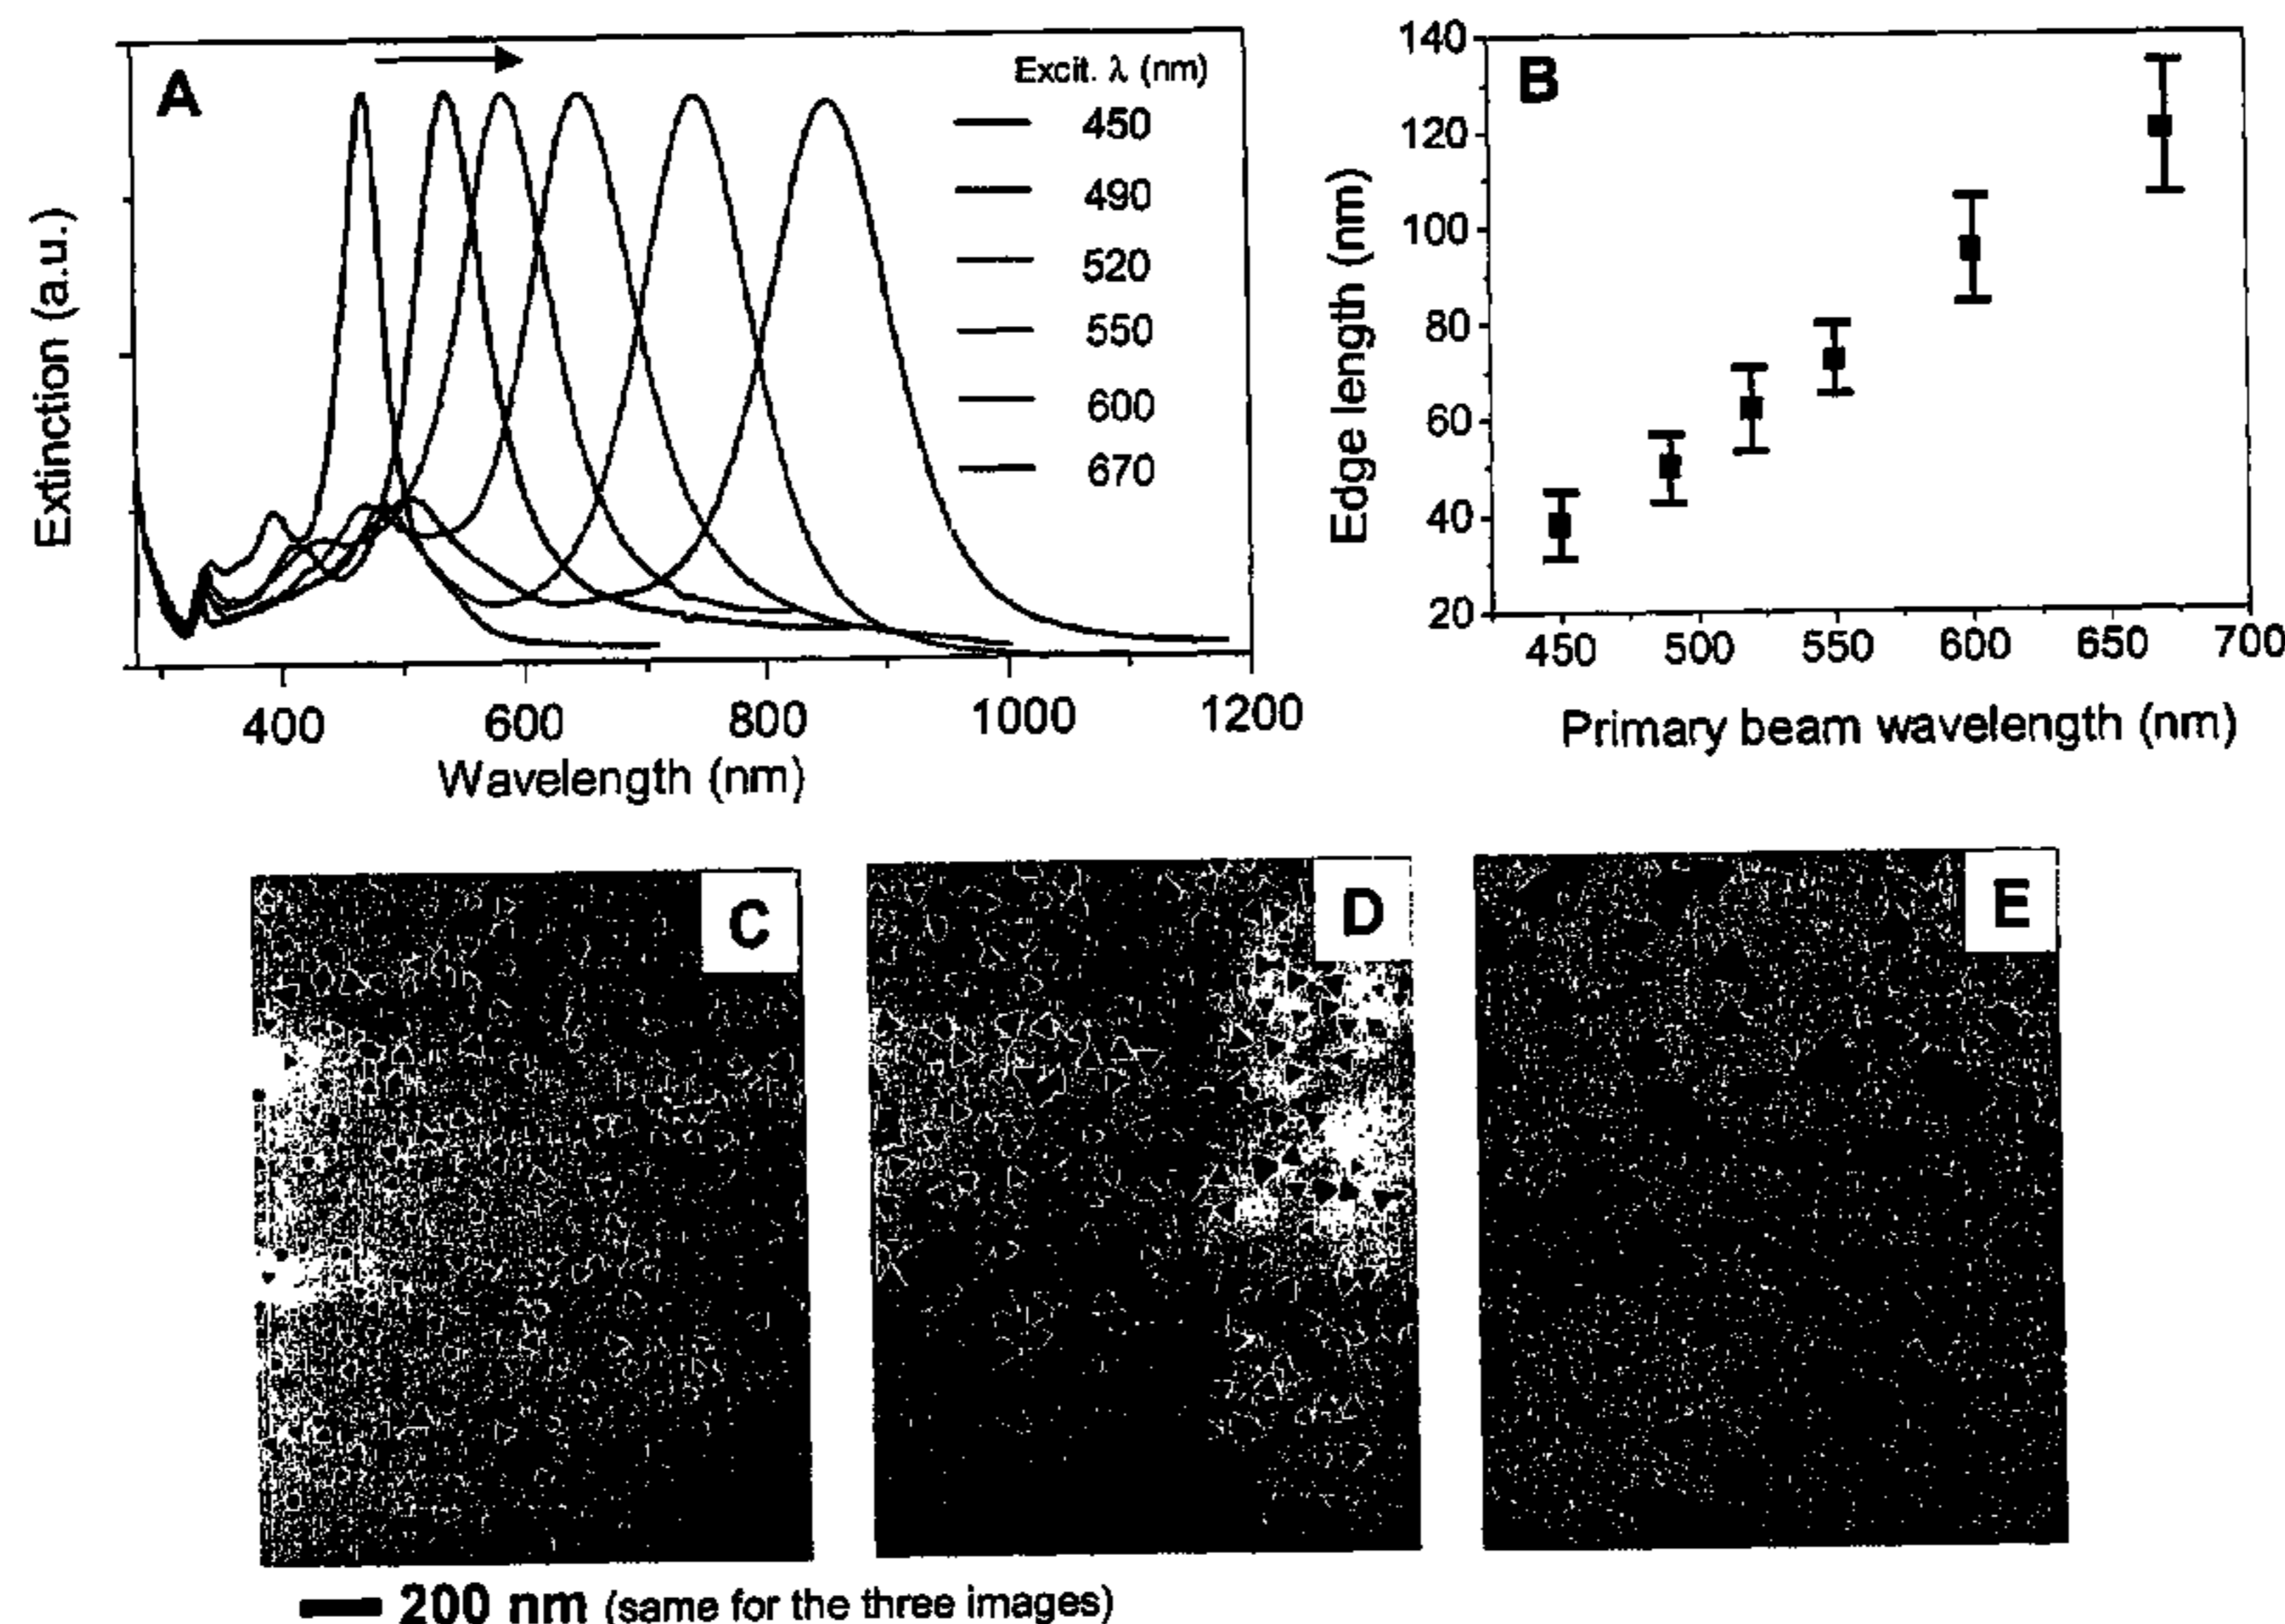 A
Excit. λ (nm)
450
490
520
550
600
670
Extinction (a.u.)
400 600 800 1000 1200
Wavelength (nm)
B
140
120
100
80
60
40
20
Edge length (nm)
450 500 550 600 650 700
Primary beam wavelength (nm)
C
D
E
200 nm (same for the three images)